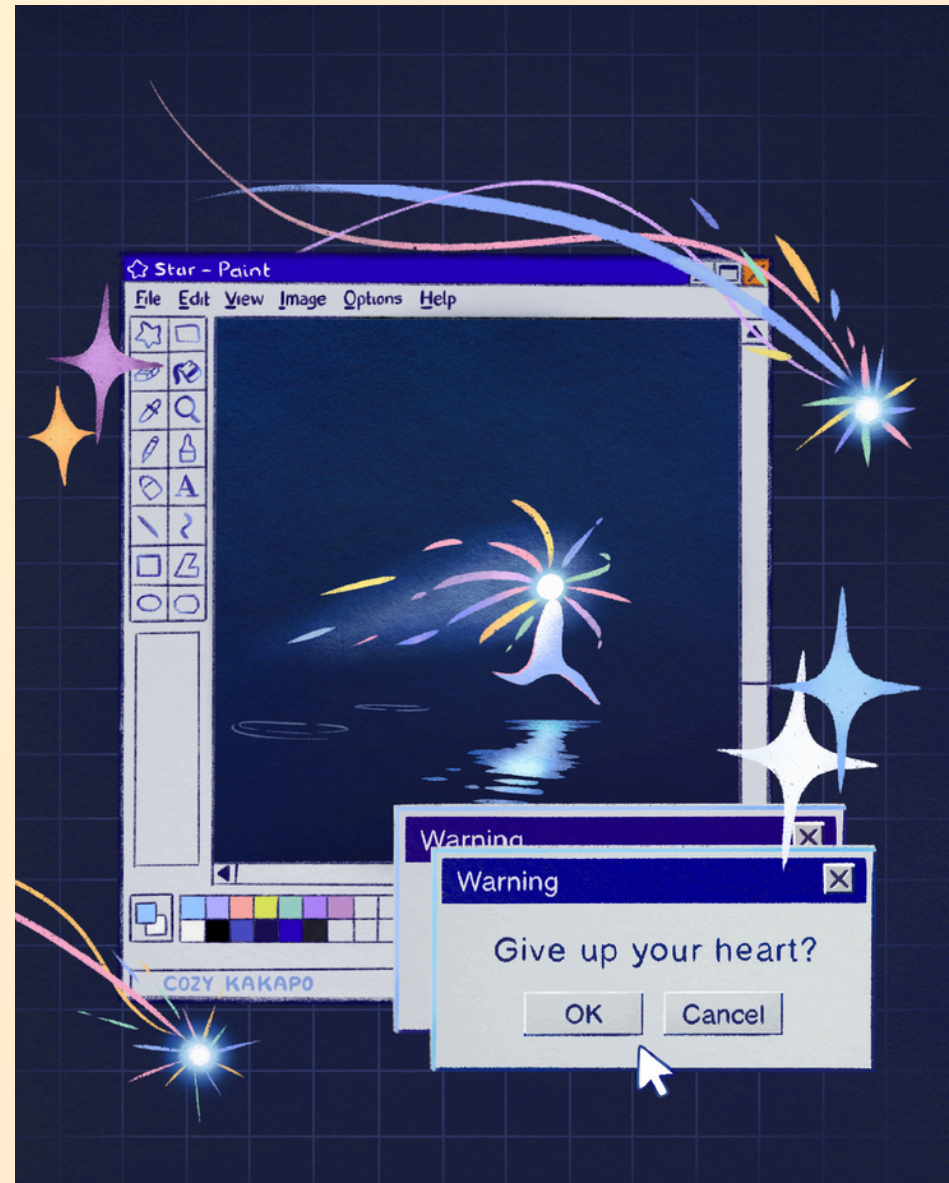 Star - Paint
File Edit View Image Options Help
A
Warning
Warning
Give up your heart?
OK Cancel
COZY KAKAPO